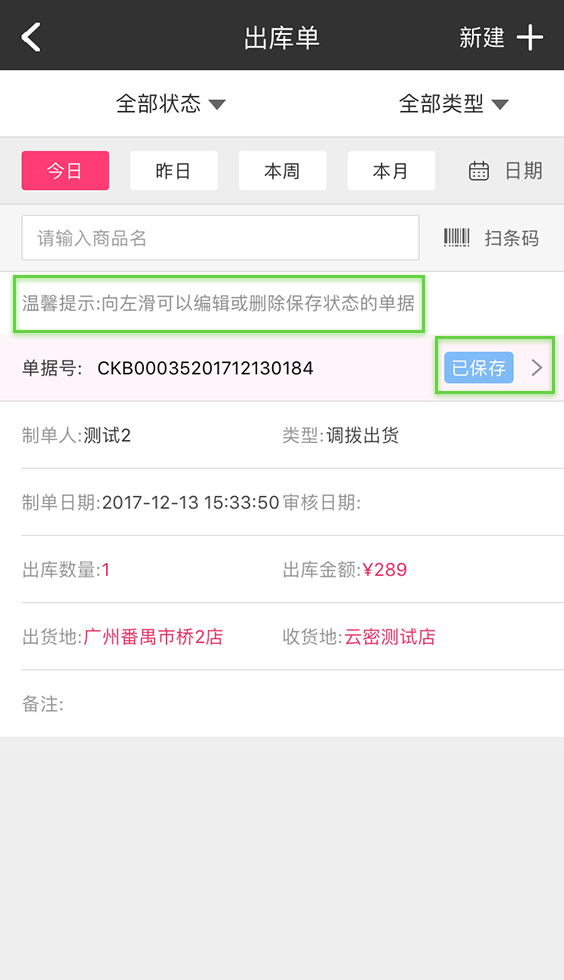 出库单 新建
全部状态 全部类型
今日 昨日 本周 本月 日期
请输入商品名 扫条码
温馨提示:向左滑可以编辑或删除保存状态的单据
单据号: CKB00035201712130184 已保存
制单人:测试2 类型:调拨出货
制单日期:2017-12-13 15:33:50 审核日期:
出库数量:1 出库金额:¥289
出货地:广州番禺市桥2店 收货地:云密测试店
备注: